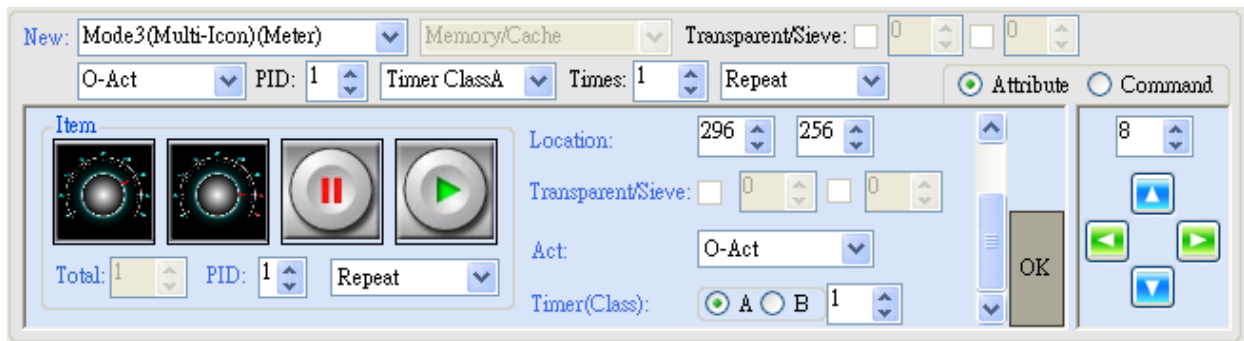 New: Mode3(Multi-Icon)(Meter) Memory/Cache Transparent/Sieve: 0 0
O-Act PID: 1 Timer ClassA Times: 1 Repeat Attribute Command
Item
Location: 296 256
8
Transparent/Sieve: 0 0
Act: O-Act
OK
Total: 1 PID: 1 Repeat
Timer(Class): A B 1